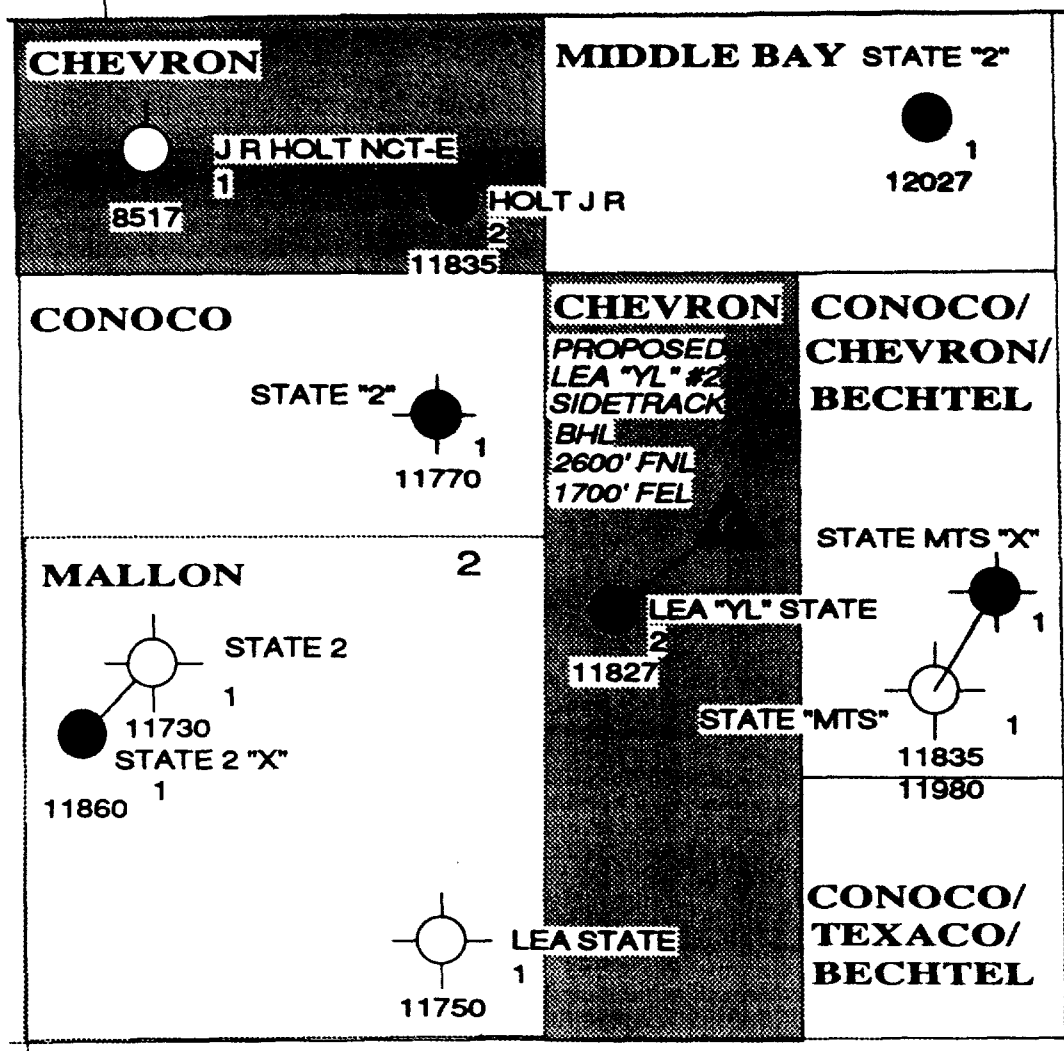 CHEVRON
J R HOLT NCT-E
1
8517
HOLT J R
2
11835
MIDDLE BAY
STATE "2"
1
12027
CONOCO
STATE "2"
1
11770
CHEVRON
PROPOSED
LEA "YL" #2
SIDETRACK
BHL
2600' FNL
1700' FEL
LEA "YL" STATE
2
11827
CONOCO/
CHEVRON/
BECHTEL
STATE MTS "X"
1
STATE "MTS"
1
11835
11980
MALLON
2
STATE 2
1
11730
STATE 2 "X"
1
11860
LEA STATE
1
11750
CONOCO/
TEXACO/
BECHTEL